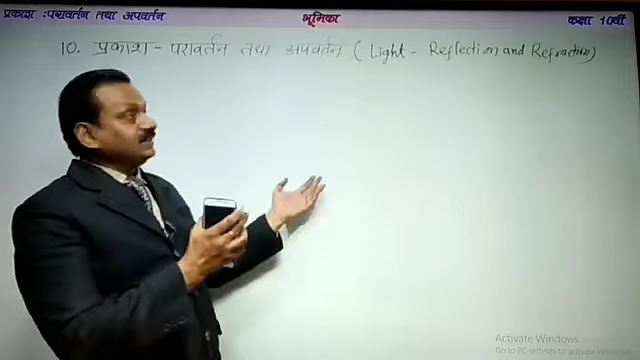 प्रकाश :परावर्तन तथा अपवर्तन भूमिका कक्षा 10वीं
10. प्रकाश - परावर्तन तथा अपवर्तन ( Light - Reflection and Refraction)
Activate Windows
Go to PC settings to activate Windows.